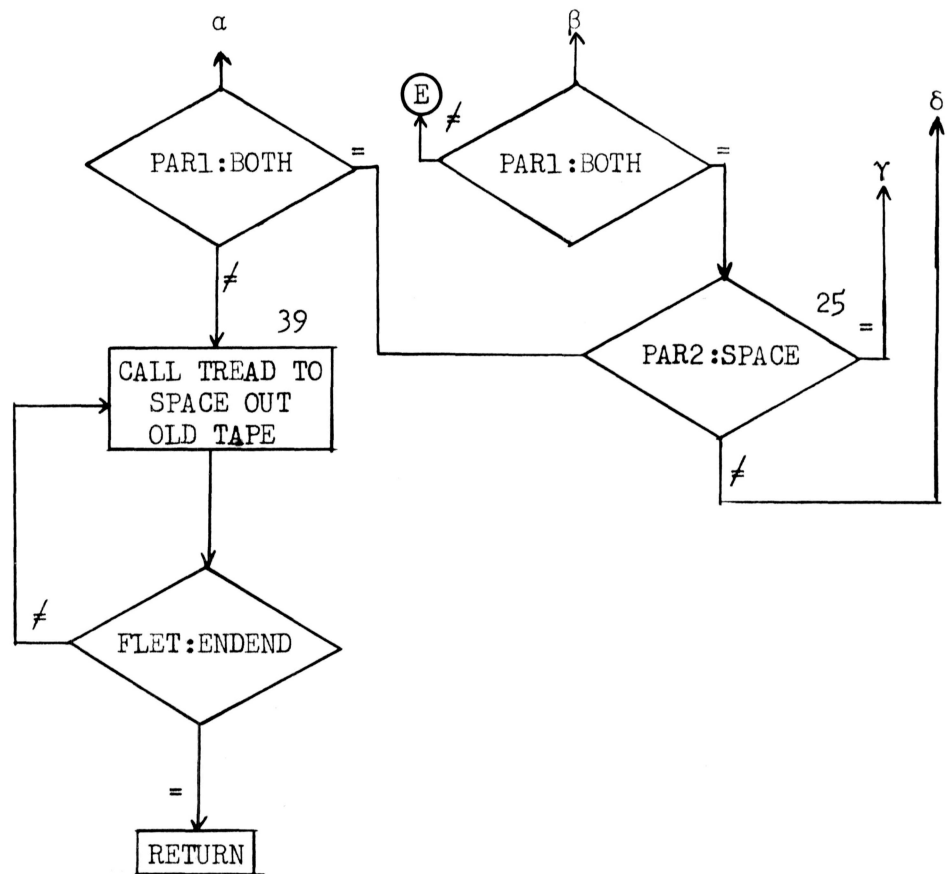 α
β
E
≠
δ
PAR1:BOTH
=
PAR1:BOTH
=
γ
≠
39
25
=
CALL TREAD TO
SPACE OUT
OLD TAPE
PAR2:SPACE
≠
≠
FLET:ENDEND
=
RETURN